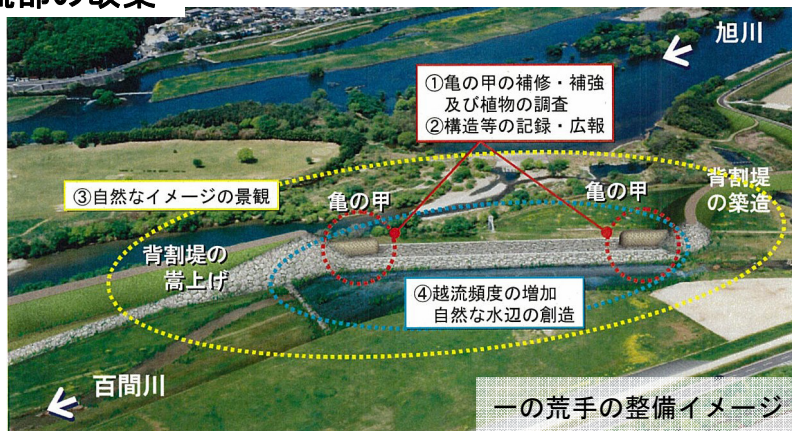 流部の改築
旭川
①亀の甲の補修・補強
及び植物の調査
②構造等の記録・広報
③自然なイメージの景観
亀の甲
亀の甲
背割堤
の築造
背割堤の
嵩上げ
④越流頻度の増加
自然な水辺の創造
百間川
一の荒手の整備イメージ